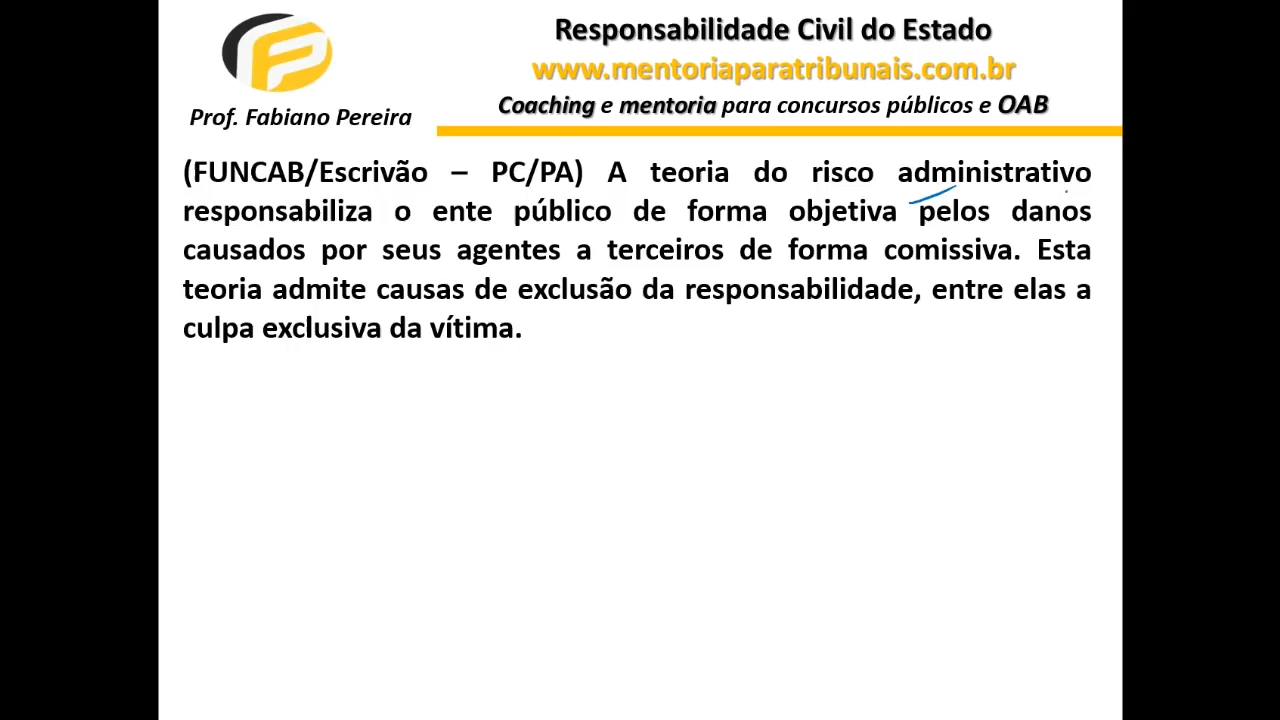 Responsabilidade Civil do Estado
www.mentoriaparatribunais.com.br
Coaching e mentoria para concursos públicos e OAB
Prof. Fabiano Pereira
(FUNCAB/Escrivão – PC/PA) A teoria do risco administrativo
responsabiliza o ente público de forma objetiva pelos danos
causados por seus agentes a terceiros de forma comissiva. Esta
teoria admite causas de exclusão da responsabilidade, entre elas a
culpa exclusiva da vítima.